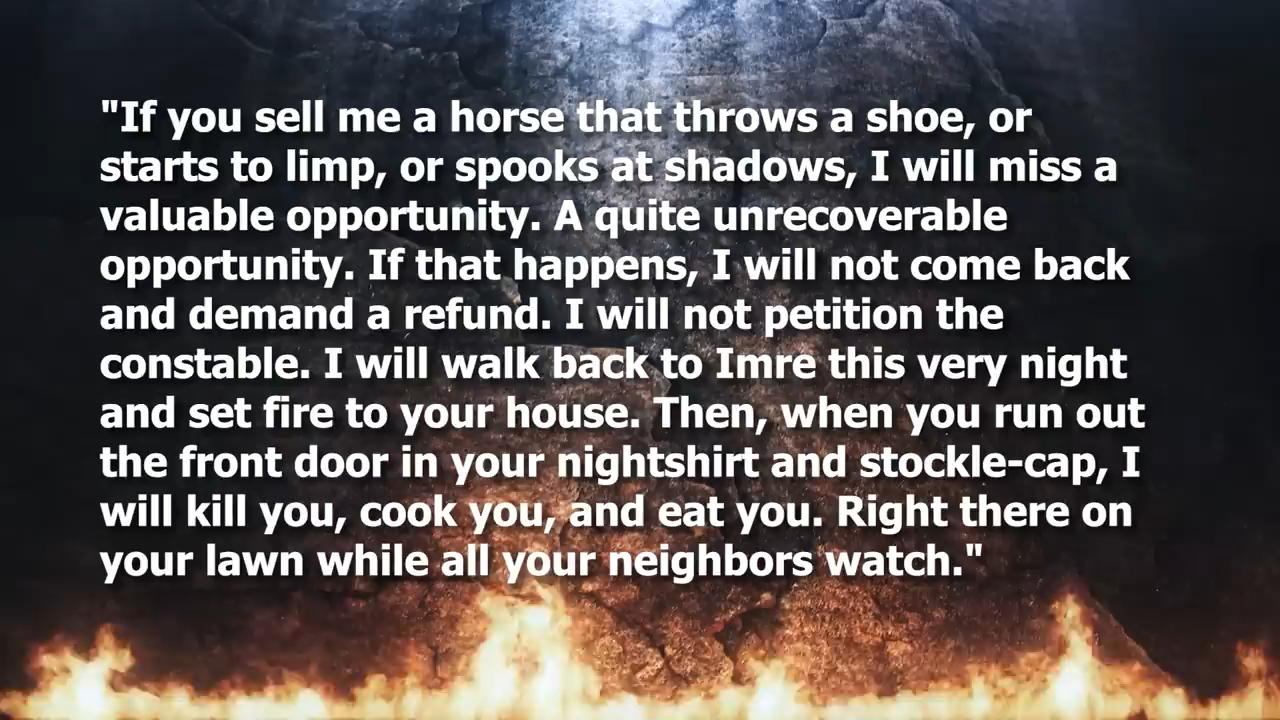 "If you sell me a horse that throws a shoe, or
starts to limp, or spooks at shadows, I will miss a
valuable opportunity. A quite unrecoverable
opportunity. If that happens, I will not come back
and demand a refund. I will not petition the
constable. I will walk back to Imre this very night
and set fire to your house. Then, when you run out
the front door in your nightshirt and stockle-cap, I
will kill you, cook you, and eat you. Right there on
your lawn while all your neighbors watch."